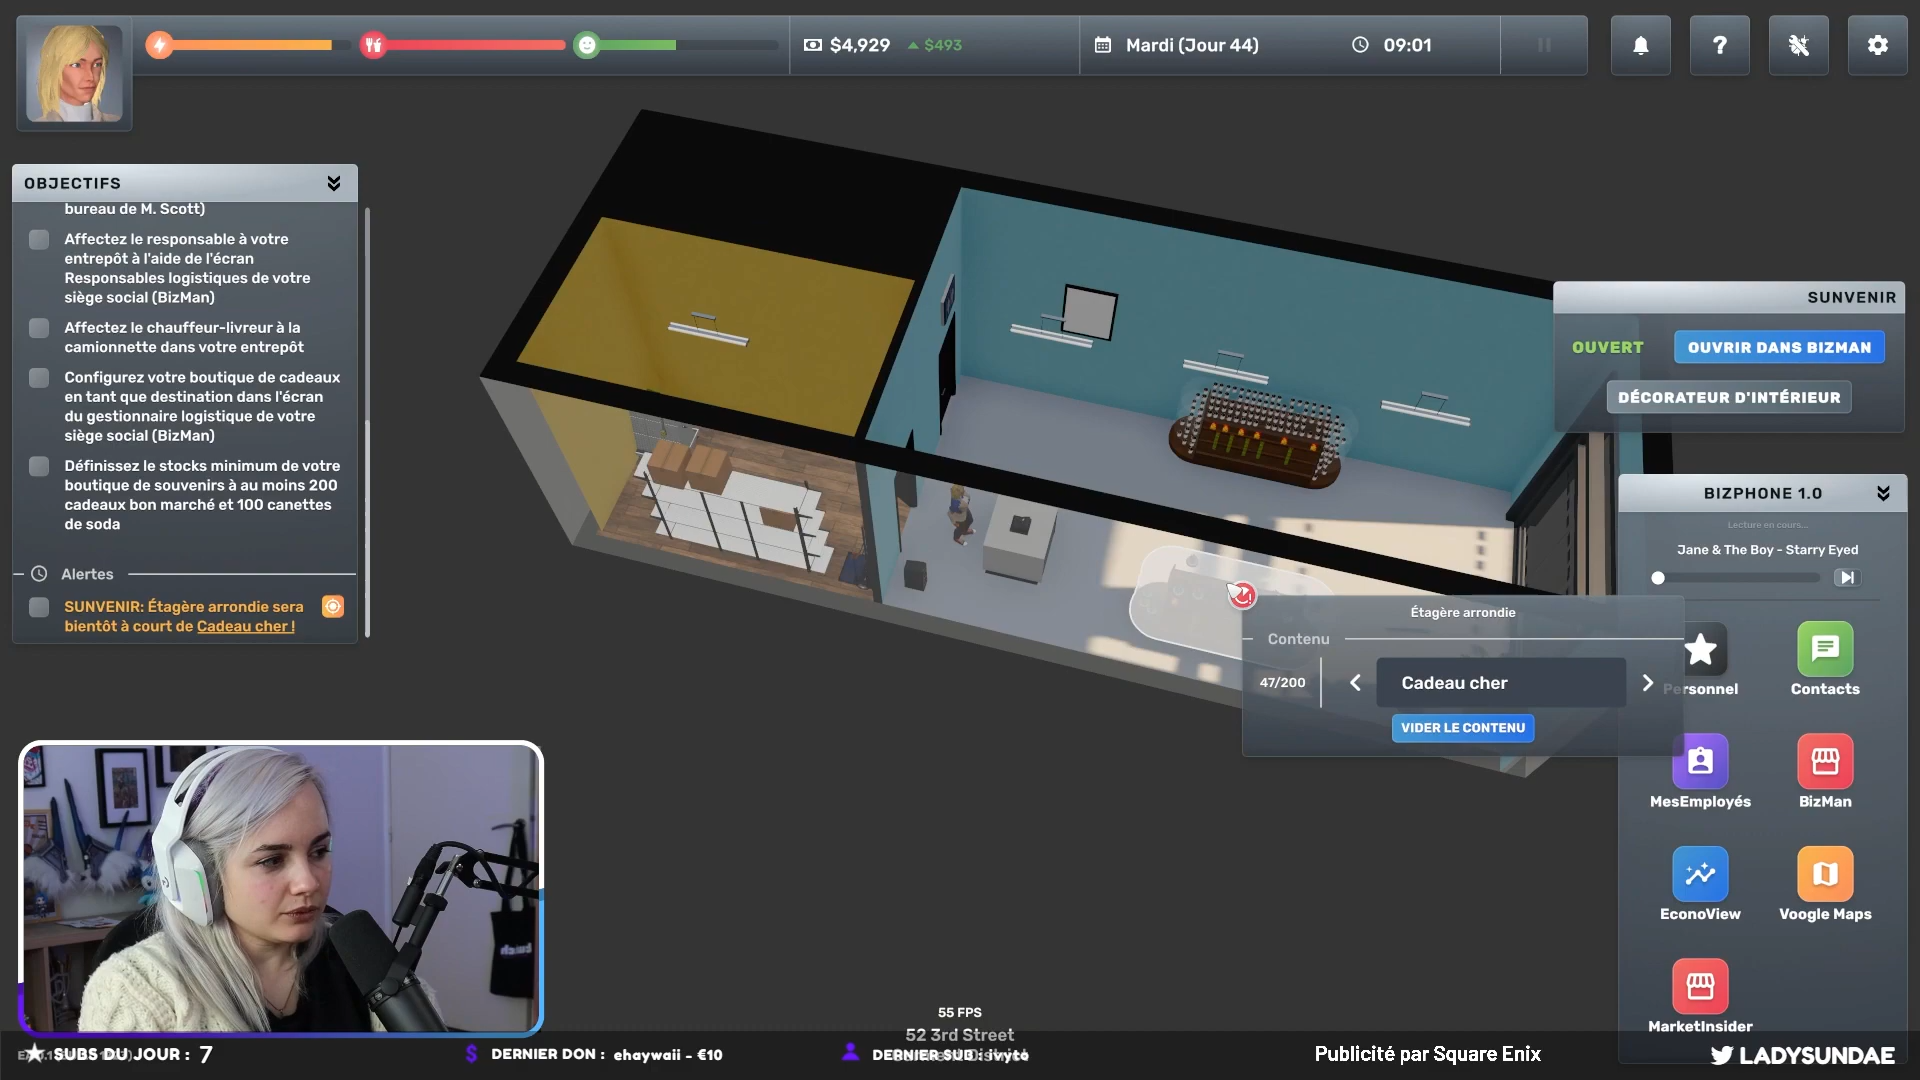 $4,929
$493
Mardi (Jour 44)
09:01
?
OBJECTIFS
bureau de M. Scott)
Affectez le responsable à votre
entrepôt à l'aide de l'écran
Responsables logistiques de votre
siège social (BizMan)
Affectez le chauffeur-livreur à la
camionnette dans votre entrepôt
Configurez votre boutique de cadeaux
en tant que destination dans l'écran
du gestionnaire logistique de votre
siège social (BizMan)
Définissez le stocks minimum de votre
boutique de souvenirs à au moins 200
cadeaux bon marché et 100 canettes
de soda
Alertes
SUNVENIR: Étagère arrondie sera
bientôt à court de Cadeau cher !
SUNVENIR
OUVERT
OUVRIR DANS BIZMAN
DÉCORATEUR D'INTÉRIEUR
BIZPHONE 1.0
Lecture en cours...
Jane & The Boy - Starry Eyed
Étagère arrondie
Contenu
47/200
Cadeau cher
VIDER LE CONTENU
Personnel
Contacts
MesEmployés
BizMan
EconoView
Voogle Maps
MarketInsider
55 FPS
52 3rd Street
SUBS DU JOUR : 7
DERNIER DON : ehaywaii - €10
DERNIER SUB : ivyto
Publicité par Square Enix
LADYSUNDAE